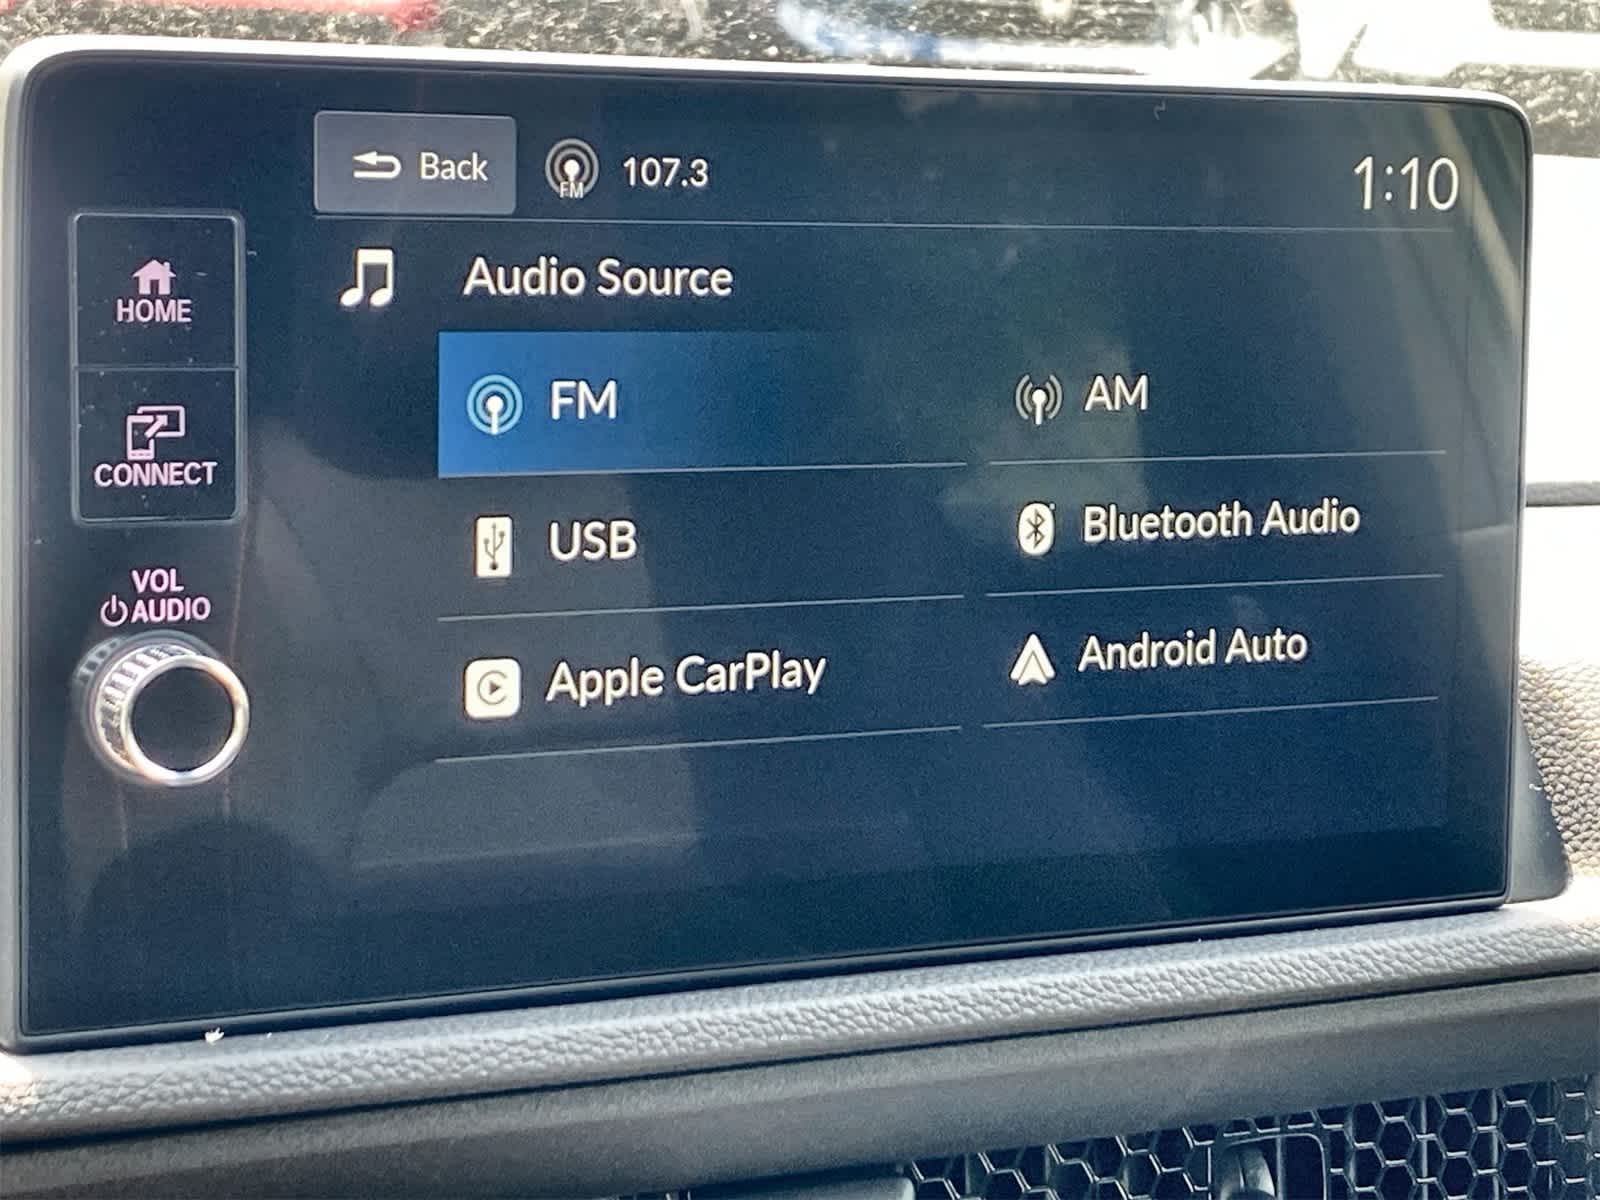 Back
FM
107.3
1:10
HOME
CONNECT
VOL
AUDIO
Audio Source
FM
AM
USB
Bluetooth Audio
Apple CarPlay
Android Auto